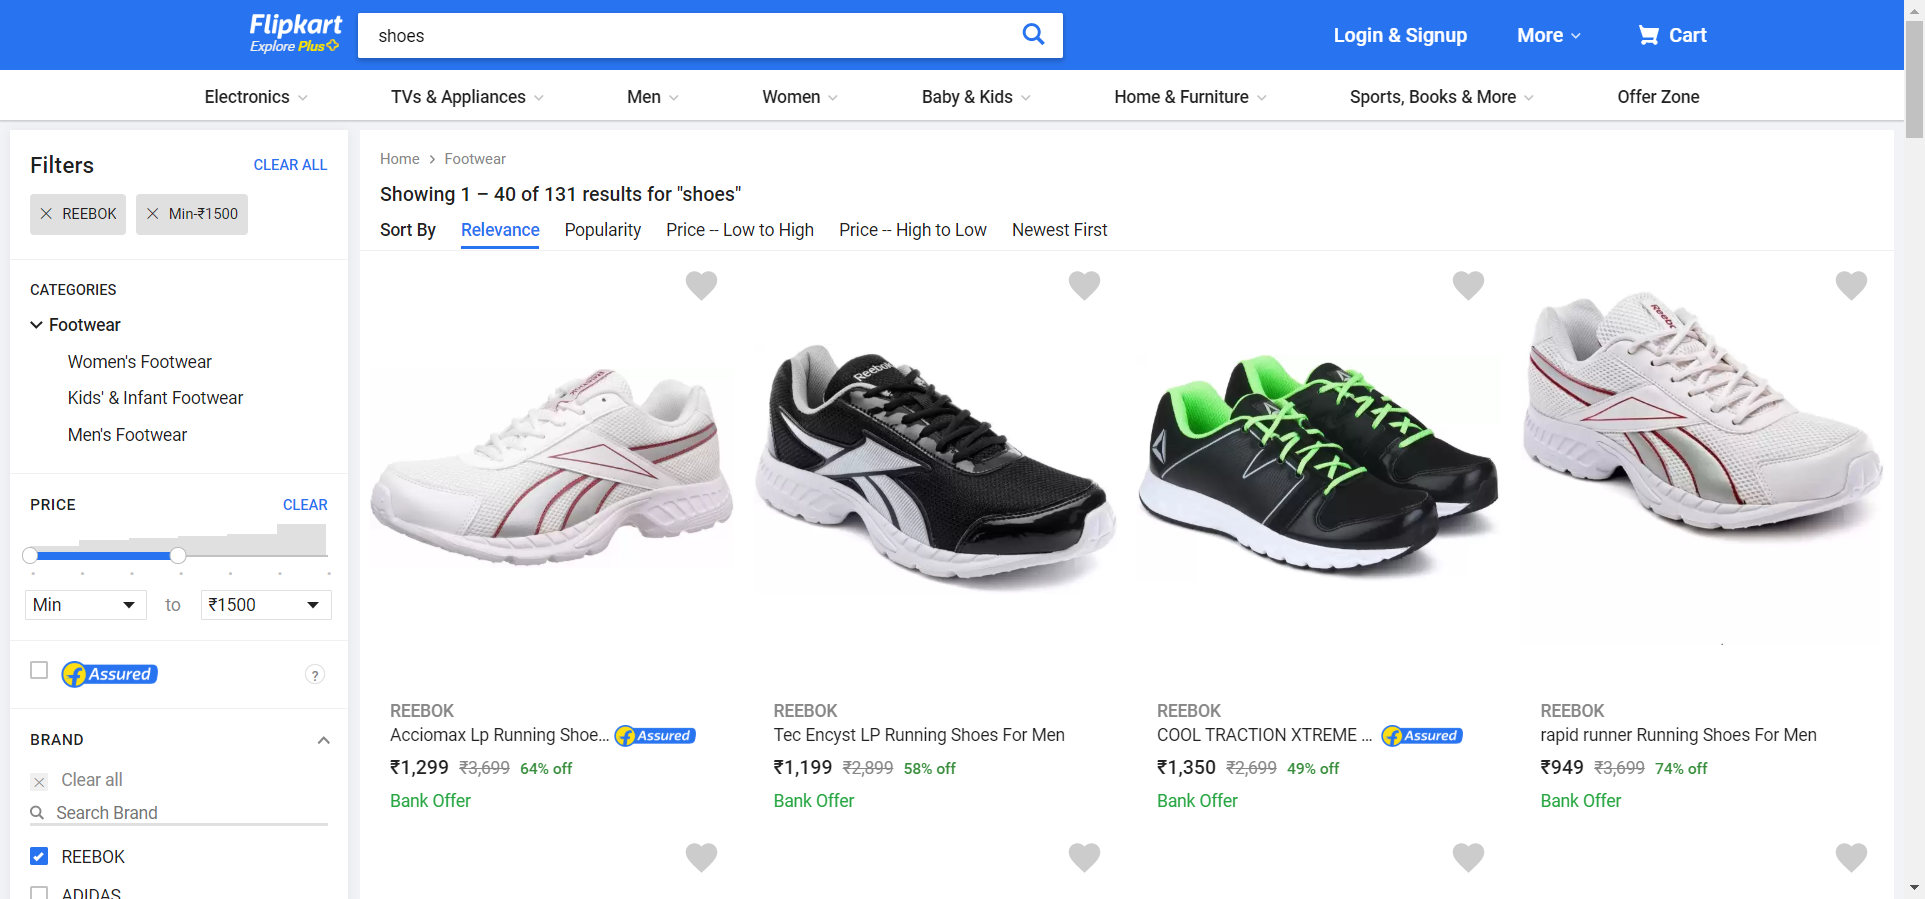 Flipkart
Explore Plus
shoes
Login & Signup
More
Cart
Electronics
TVs & Appliances
Men
Women
Baby & Kids
Home & Furniture
Sports, Books & More
Offer Zone
Filters
CLEAR ALL
REEBOK
Min-₹1500
CATEGORIES
Footwear
Women's Footwear
Kids' & Infant Footwear
Men's Footwear
PRICE
CLEAR
Min
to
₹1500
Assured
?
BRAND
Clear all
Search Brand
REEBOK
ADIDAS
Home > Footwear
Showing 1 – 40 of 131 results for "shoes"
Sort By
Relevance
Popularity
Price -- Low to High
Price -- High to Low
Newest First
REEBOK
Acciomax Lp Running Shoe...
Assured
₹1,299 ₹3,699 64% off
Bank Offer
Reebok
REEBOK
Tec Encyst LP Running Shoes For Men
₹1,199 ₹2,899 58% off
Bank Offer
REEBOK
COOL TRACTION XTREME ...
Assured
₹1,350 ₹2,699 49% off
Bank Offer
Reebok
REEBOK
rapid runner Running Shoes For Men
₹949 ₹3,699 74% off
Bank Offer